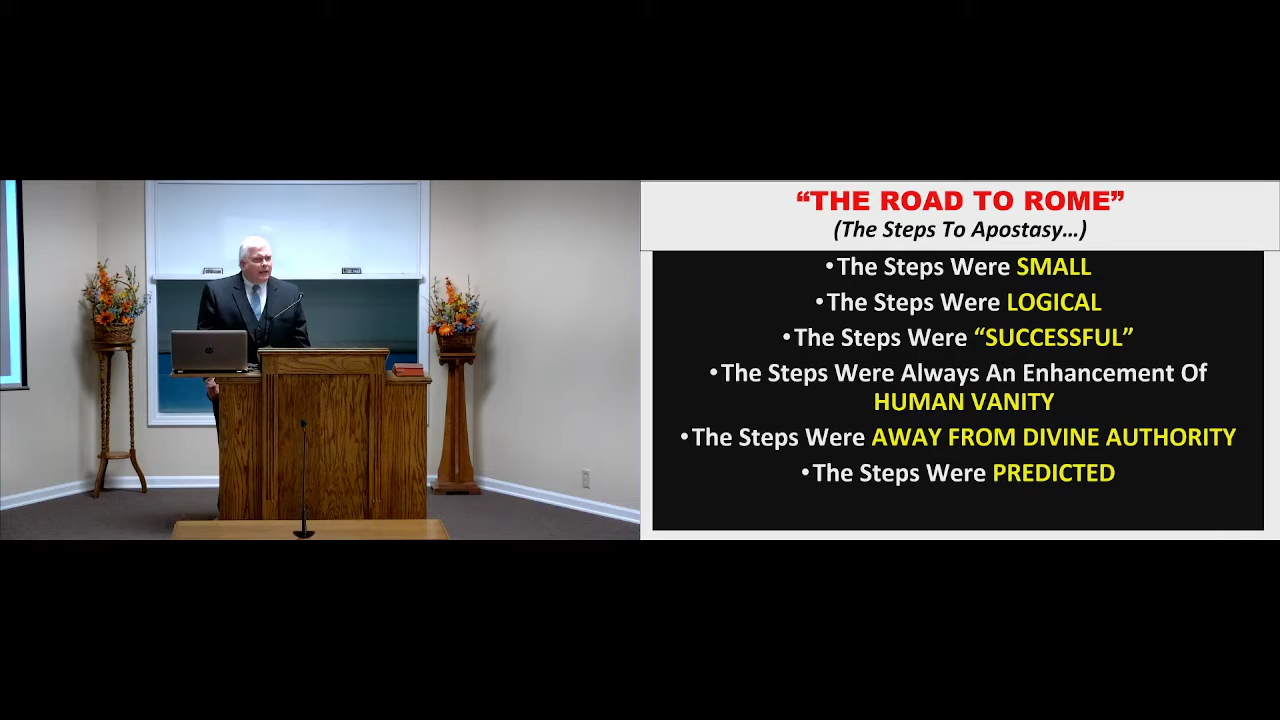 “THE ROAD TO ROME”
(The Steps To Apostasy…)
•The Steps Were SMALL
•The Steps Were LOGICAL
•The Steps Were “SUCCESSFUL”
•The Steps Were Always An Enhancement Of
HUMAN VANITY
•The Steps Were AWAY FROM DIVINE AUTHORITY
•The Steps Were PREDICTED